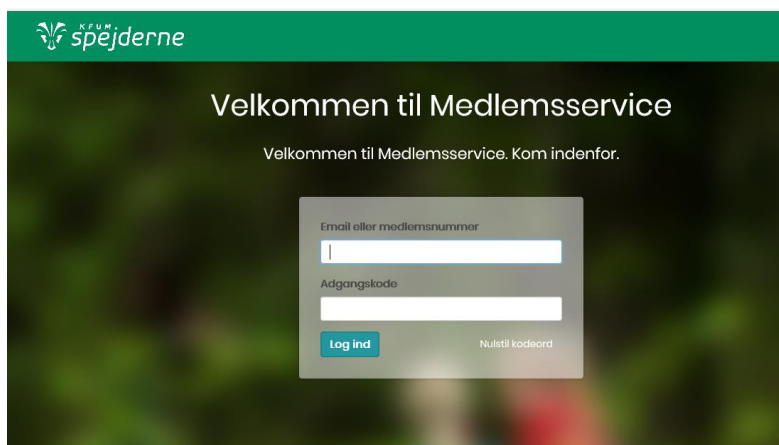 KFUM
spejderne
Velkommen til Medlemsservice
Velkommen til Medlemsservice. Kom indenfor.
Email eller medlemsnummer
Adgangskode
Log ind
Nulstil kodeord